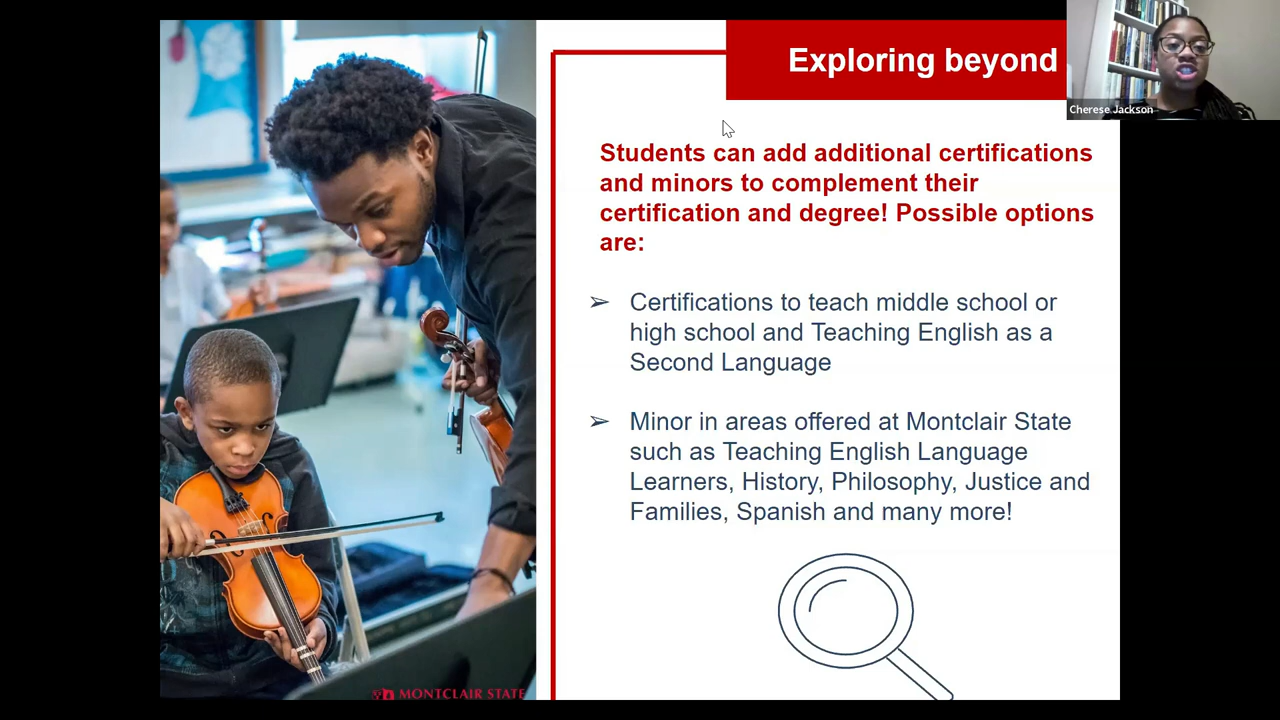 Exploring beyond
Cherese Jackson
Students can add additional certifications
and minors to complement their
certification and degree! Possible options
are:
➢ Certifications to teach middle school or
high school and Teaching English as a
Second Language
➢ Minor in areas offered at Montclair State
such as Teaching English Language
Learners, History, Philosophy, Justice and
Families, Spanish and many more!
MONTCLAIR STATE